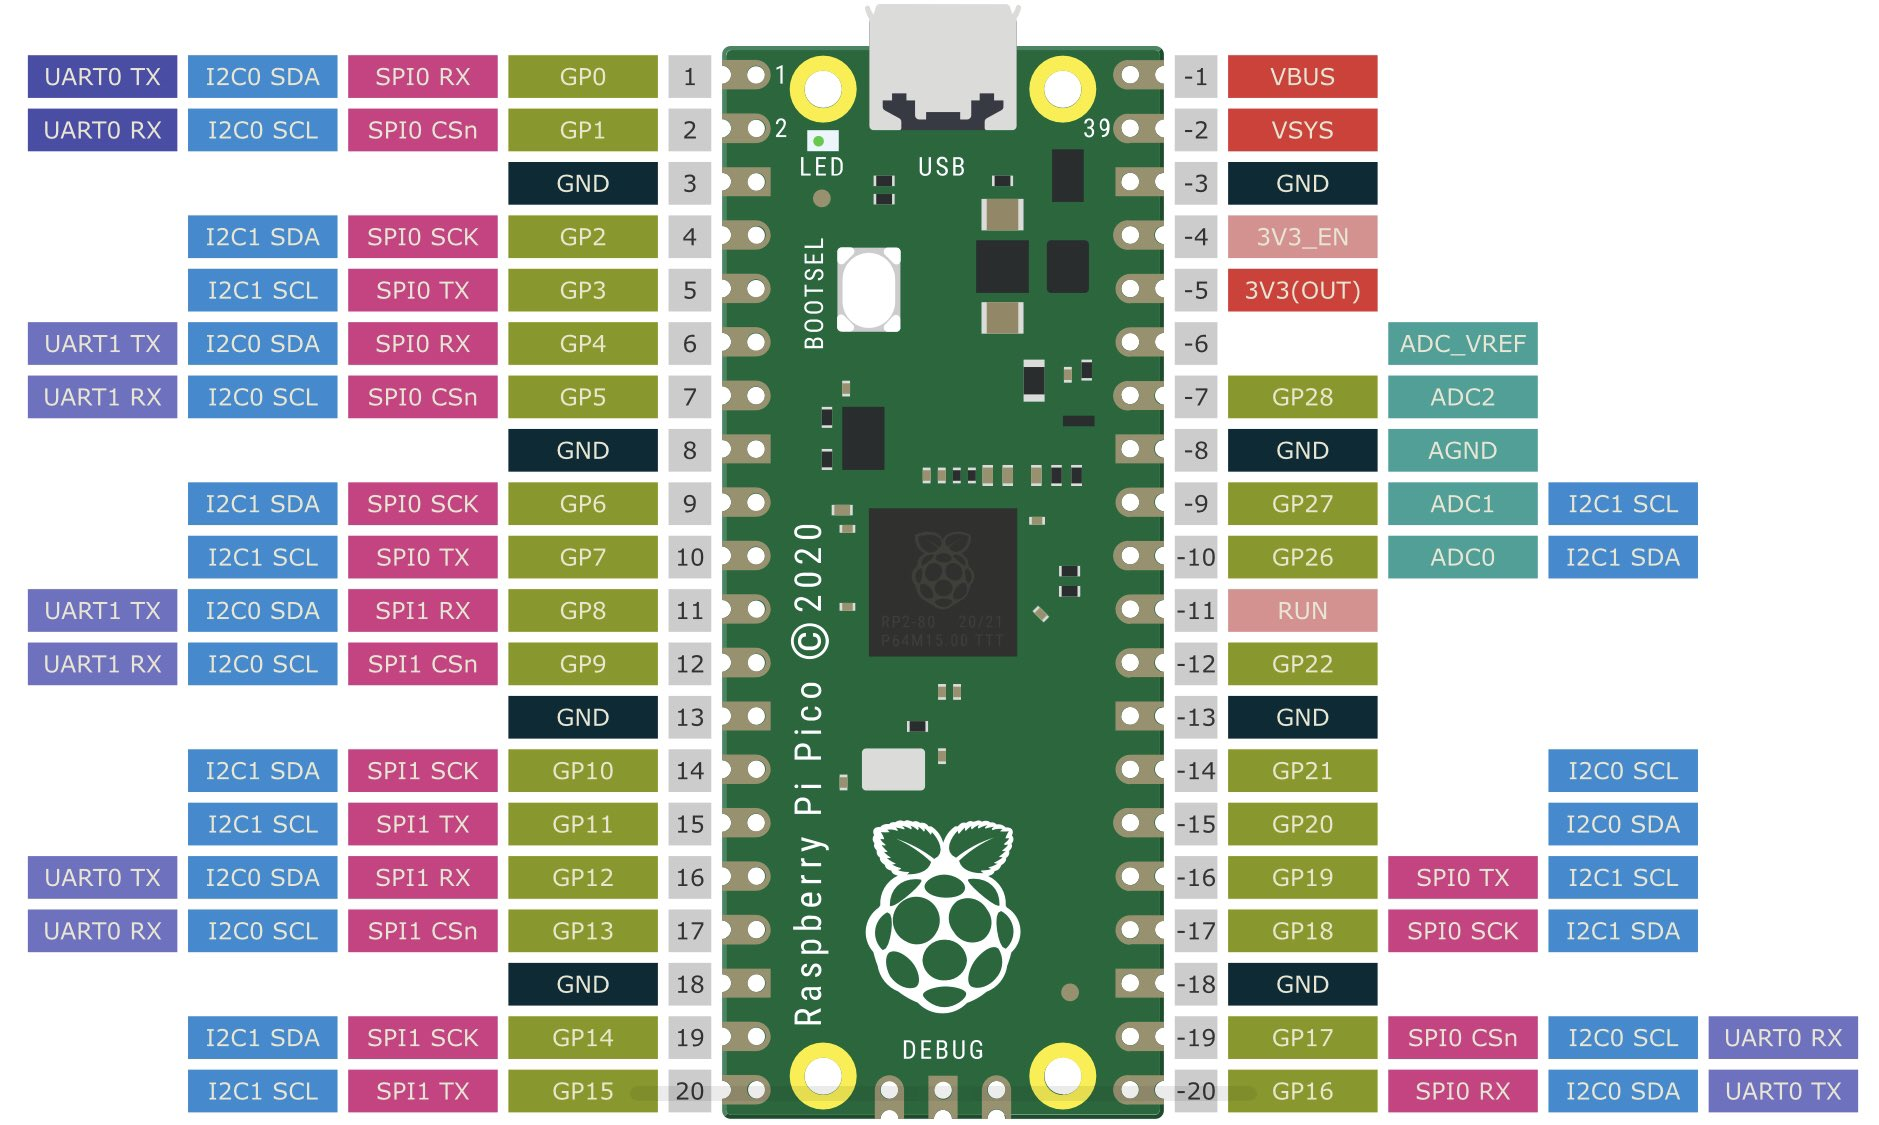 UART0 TX I2C0 SDA SPI0 RX GP0 1 1 -1 VBUS
UART0 RX I2C0 SCL SPI0 CSn GP1 2 2 39 -2 VSYS
LED USB
GND 3 -3 GND
I2C1 SDA SPI0 SCK GP2 4 -4 3V3_EN
I2C1 SCL SPI0 TX GP3 5 BOOTSEL -5 3V3(OUT)
UART1 TX I2C0 SDA SPI0 RX GP4 6 -6 ADC_VREF
UART1 RX I2C0 SCL SPI0 CSn GP5 7 -7 GP28 ADC2
GND 8 -8 GND AGND
I2C1 SDA SPI0 SCK GP6 9 -9 GP27 ADC1 I2C1 SCL
I2C1 SCL SPI0 TX GP7 10 -10 GP26 ADC0 I2C1 SDA
UART1 TX I2C0 SDA SPI1 RX GP8 11 -11 RUN
RP2-80 20/21
P64M15.00 TTT
UART1 RX I2C0 SCL SPI1 CSn GP9 12 -12 GP22
GND 13 -13 GND
I2C1 SDA SPI1 SCK GP10 14 -14 GP21 I2C0 SCL
Raspberry Pi Pico ©2020
I2C1 SCL SPI1 TX GP11 15 -15 GP20 I2C0 SDA
UART0 TX I2C0 SDA SPI1 RX GP12 16 -16 GP19 SPI0 TX I2C1 SCL
UART0 RX I2C0 SCL SPI1 CSn GP13 17 -17 GP18 SPI0 SCK I2C1 SDA
GND 18 -18 GND
I2C1 SDA SPI1 SCK GP14 19 -19 GP17 SPI0 CSn I2C0 SCL UART0 RX
DEBUG
I2C1 SCL SPI1 TX GP15 20 -20 GP16 SPI0 RX I2C0 SDA UART0 TX